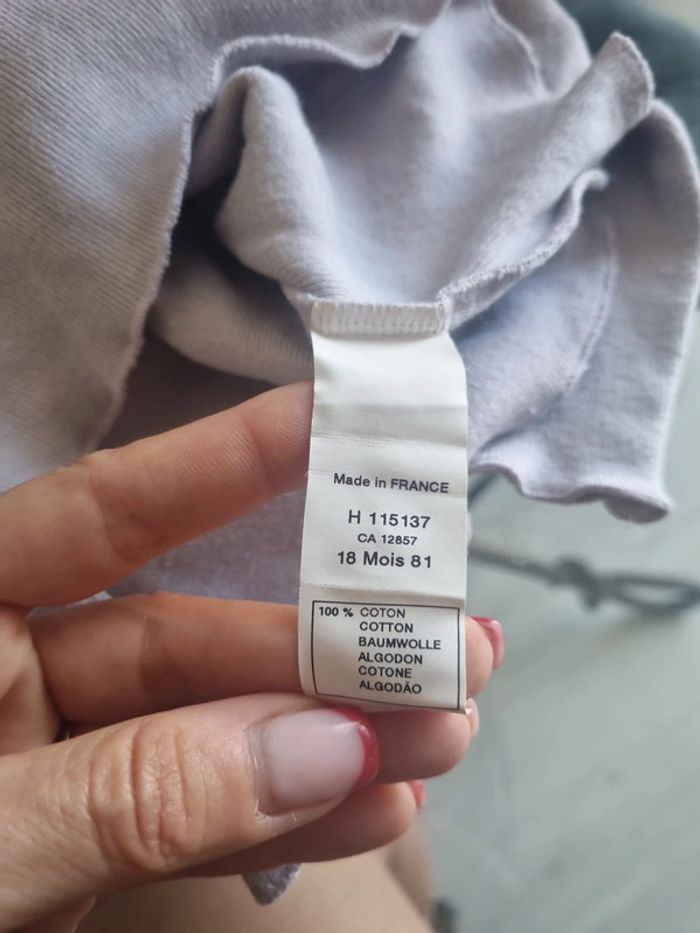 Made in FRANCE
H 115137
CA 12857
18 Mois 81
100 % COTON
COTTON
BAUMWOLLE
ALGODON
COTONE
ALGODÃO